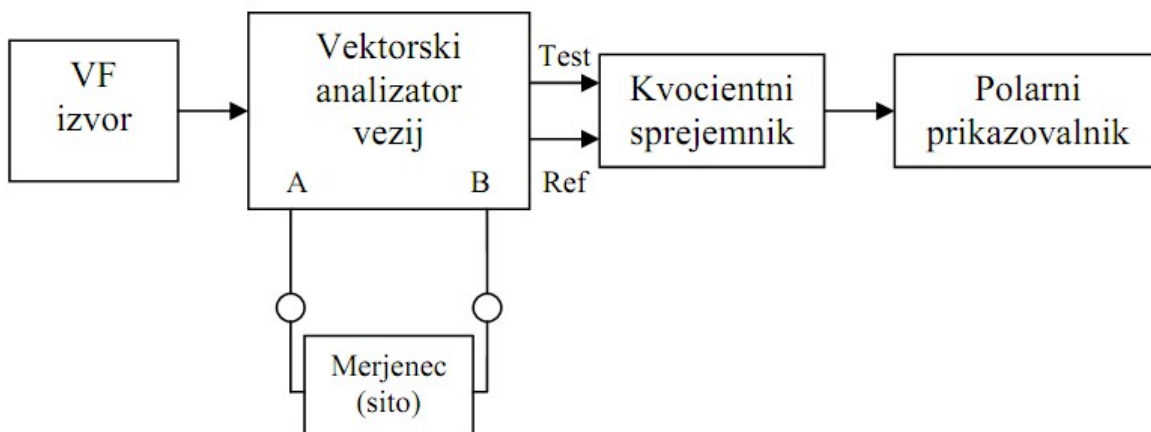 VF
izvor
Vektorski
analizator
vezij
A
B
Test
Ref
Kvocientni
sprejemnik
Polarni
prikazovalnik
Merjenec
(sito)